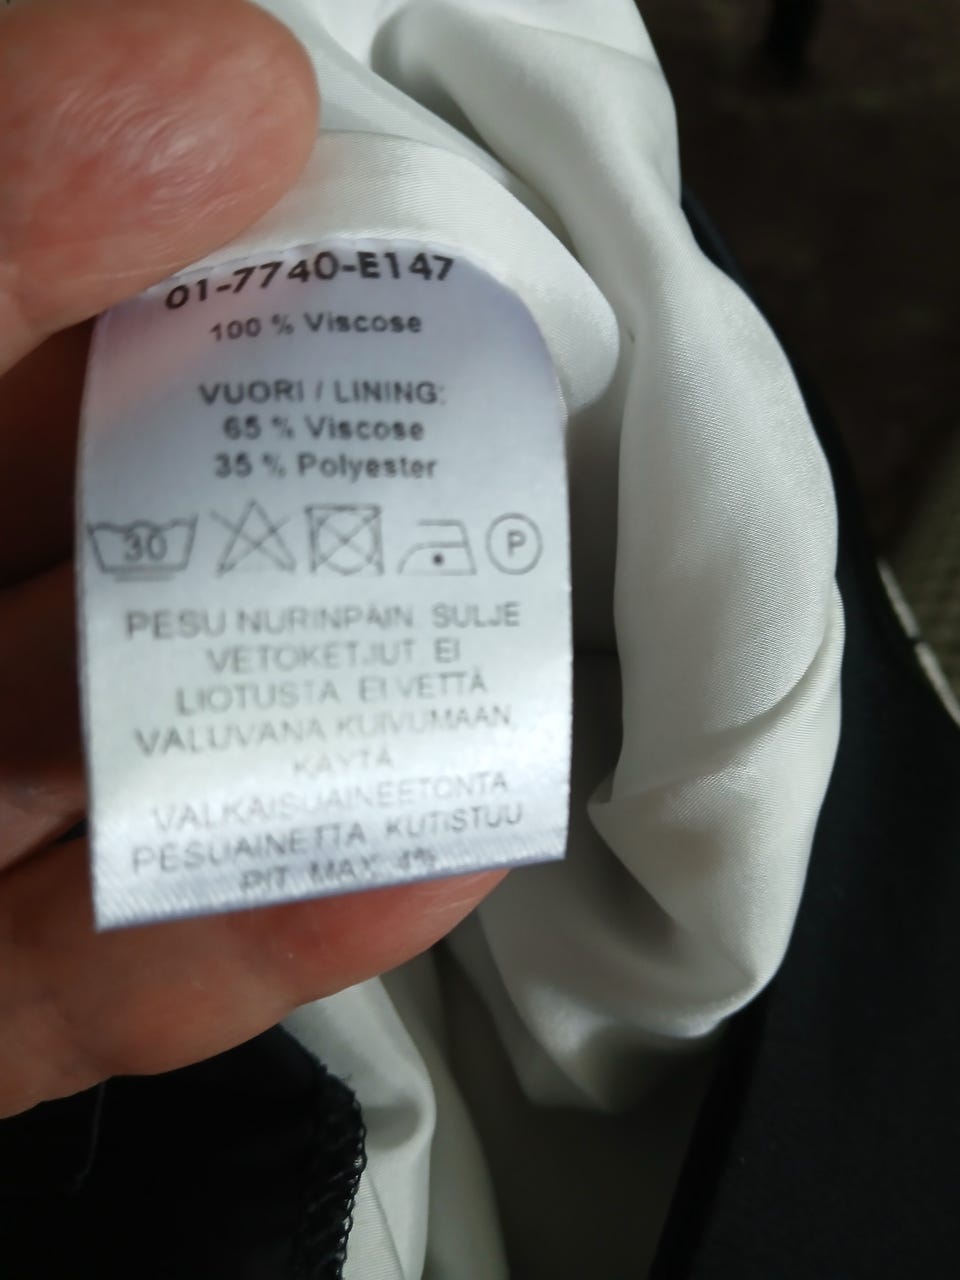 01-7740-E147
100 % Viscose
VUORI / LINING:
65 % Viscose
35 % Polyester
30 P
PESU NURINPÄIN SULJE
VETOKETJUT EI
LIOTUSTA EI VETTÄ
VALUVANA KUIVUMAAN,
KÄYTÄ
VALKAISUAINEETONTA
PESUAINETTA KUTISTUU
PIT. MAX. 4%